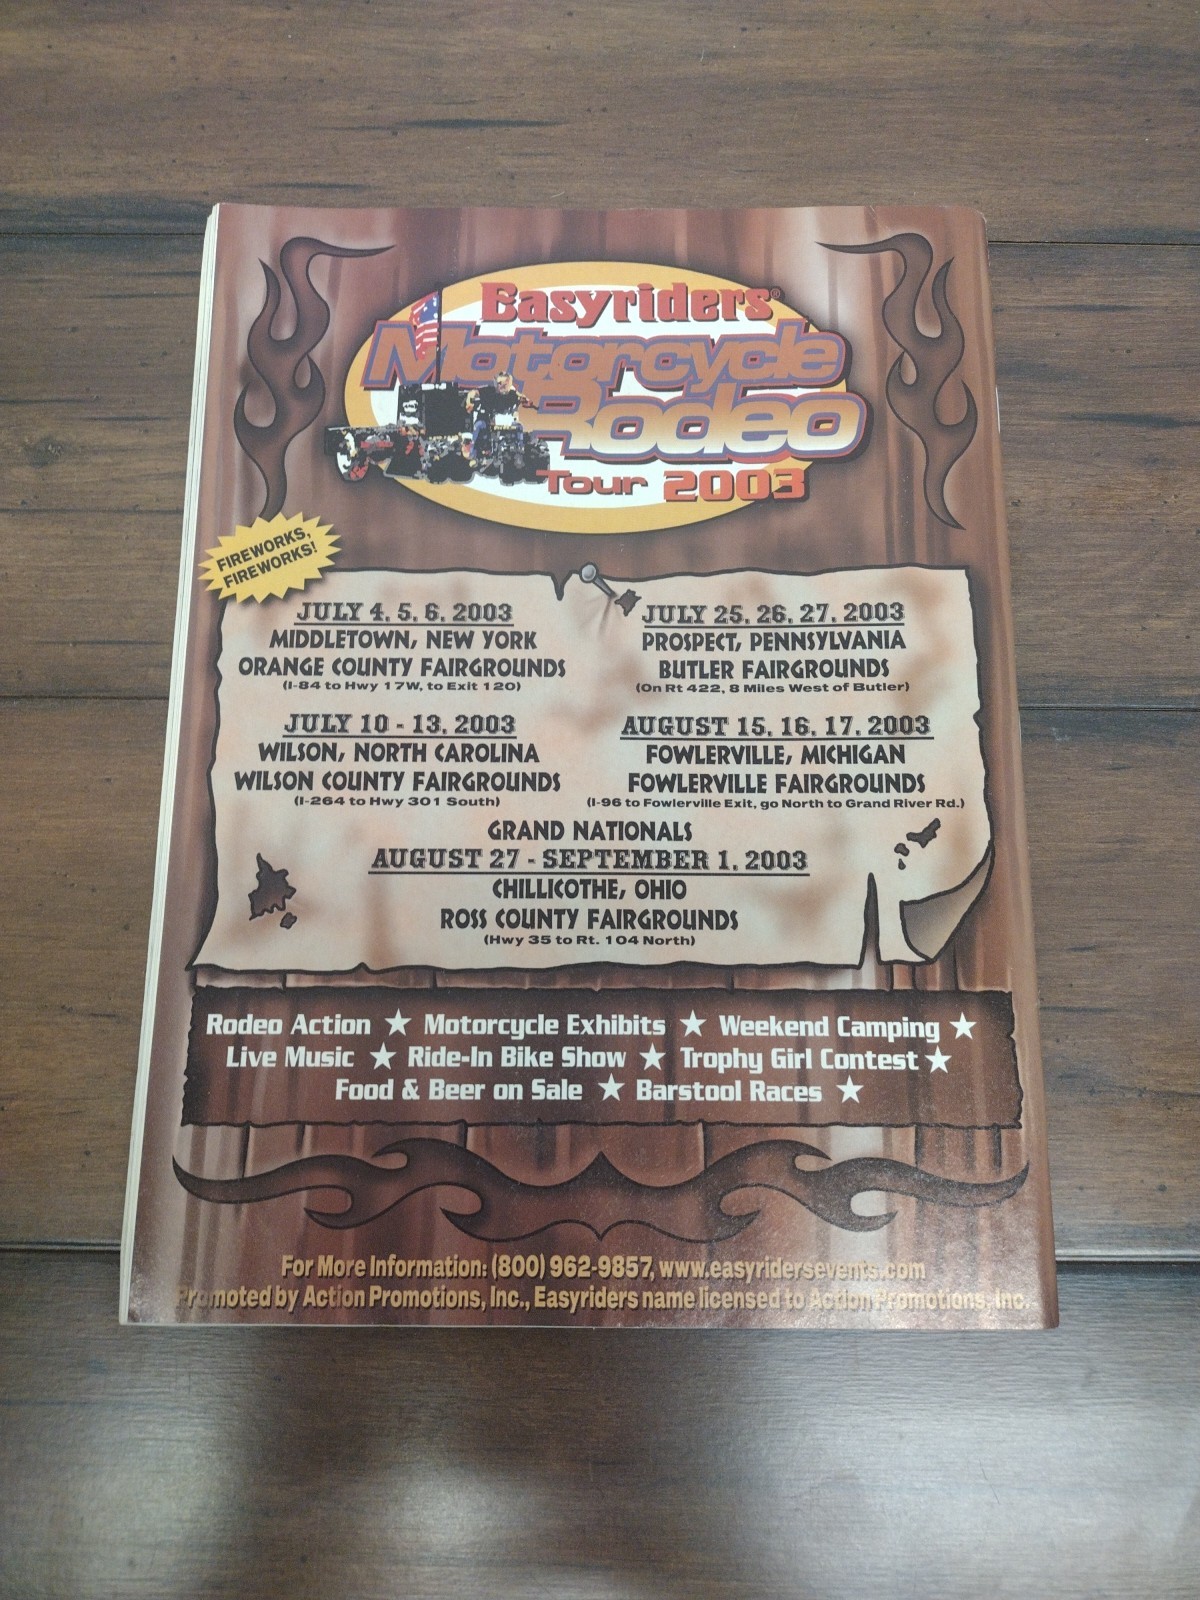 Easyriders®
Motorcycle
Rodeo
Tour 2003
FIREWORKS,
FIREWORKS!
JULY 4, 5, 6, 2003
MIDDLETOWN, NEW YORK
ORANGE COUNTY FAIRGROUNDS
(I-84 to Hwy 17W, to Exit 120)
JULY 10 - 13, 2003
WILSON, NORTH CAROLINA
WILSON COUNTY FAIRGROUNDS
(I-264 to Hwy 301 South)
JULY 25, 26, 27, 2003
PROSPECT, PENNSYLVANIA
BUTLER FAIRGROUNDS
(On Rt 422, 8 Miles West of Butler)
AUGUST 15, 16, 17, 2003
FOWLERVILLE, MICHIGAN
FOWLERVILLE FAIRGROUNDS
(I-96 to Fowlerville Exit, go North to Grand River Rd.)
GRAND NATIONALS
AUGUST 27 - SEPTEMBER 1, 2003
CHILLICOTHE, OHIO
ROSS COUNTY FAIRGROUNDS
(Hwy 35 to Rt. 104 North)
Rodeo Action ★ Motorcycle Exhibits ★ Weekend Camping ★
Live Music ★ Ride-In Bike Show ★ Trophy Girl Contest ★
Food & Beer on Sale ★ Barstool Races ★
For More Information: (800) 962-9857, www.easyridersevents.com
Promoted by Action Promotions, Inc., Easyriders name licensed to Action Promotions, Inc.